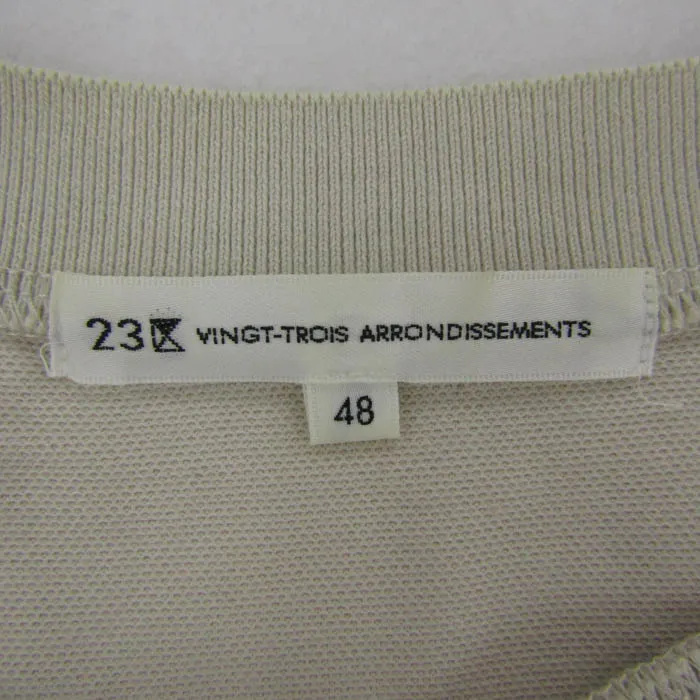 23区 VINGT-TROIS ARRONDISSEMENTS
48